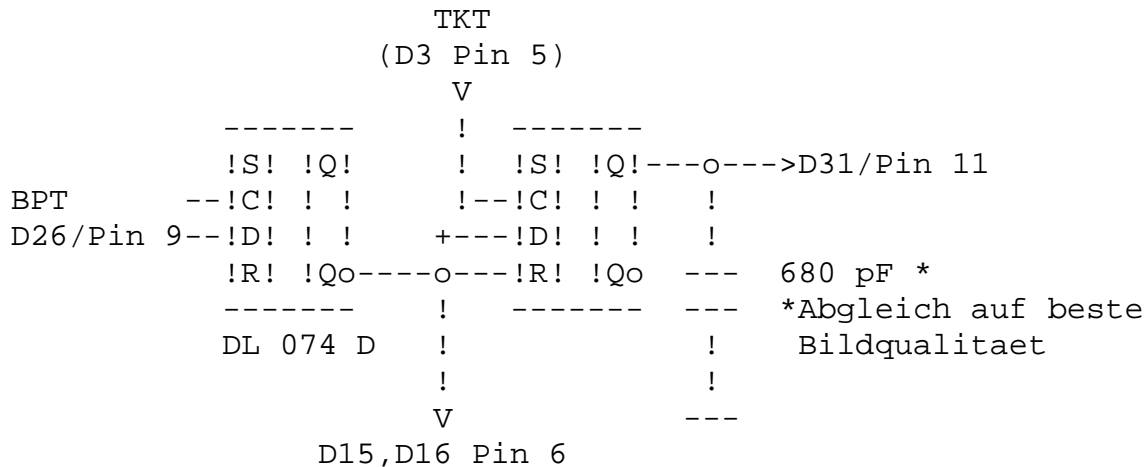 TKT
(D3 Pin 5)
V
------- ! -------
!S! !Q! ! !S! !Q!---o--->D31/Pin 11
BPT --!C! ! ! !--!C! ! ! !
D26/Pin 9--!D! ! ! +---!D! ! ! !
!R! !Qo----o---!R! !Qo --- 680 pF *
------- ! ------- --- *Abgleich auf beste
DL 074 D ! ! Bildqualitaet
! !
V ---
D15,D16 Pin 6